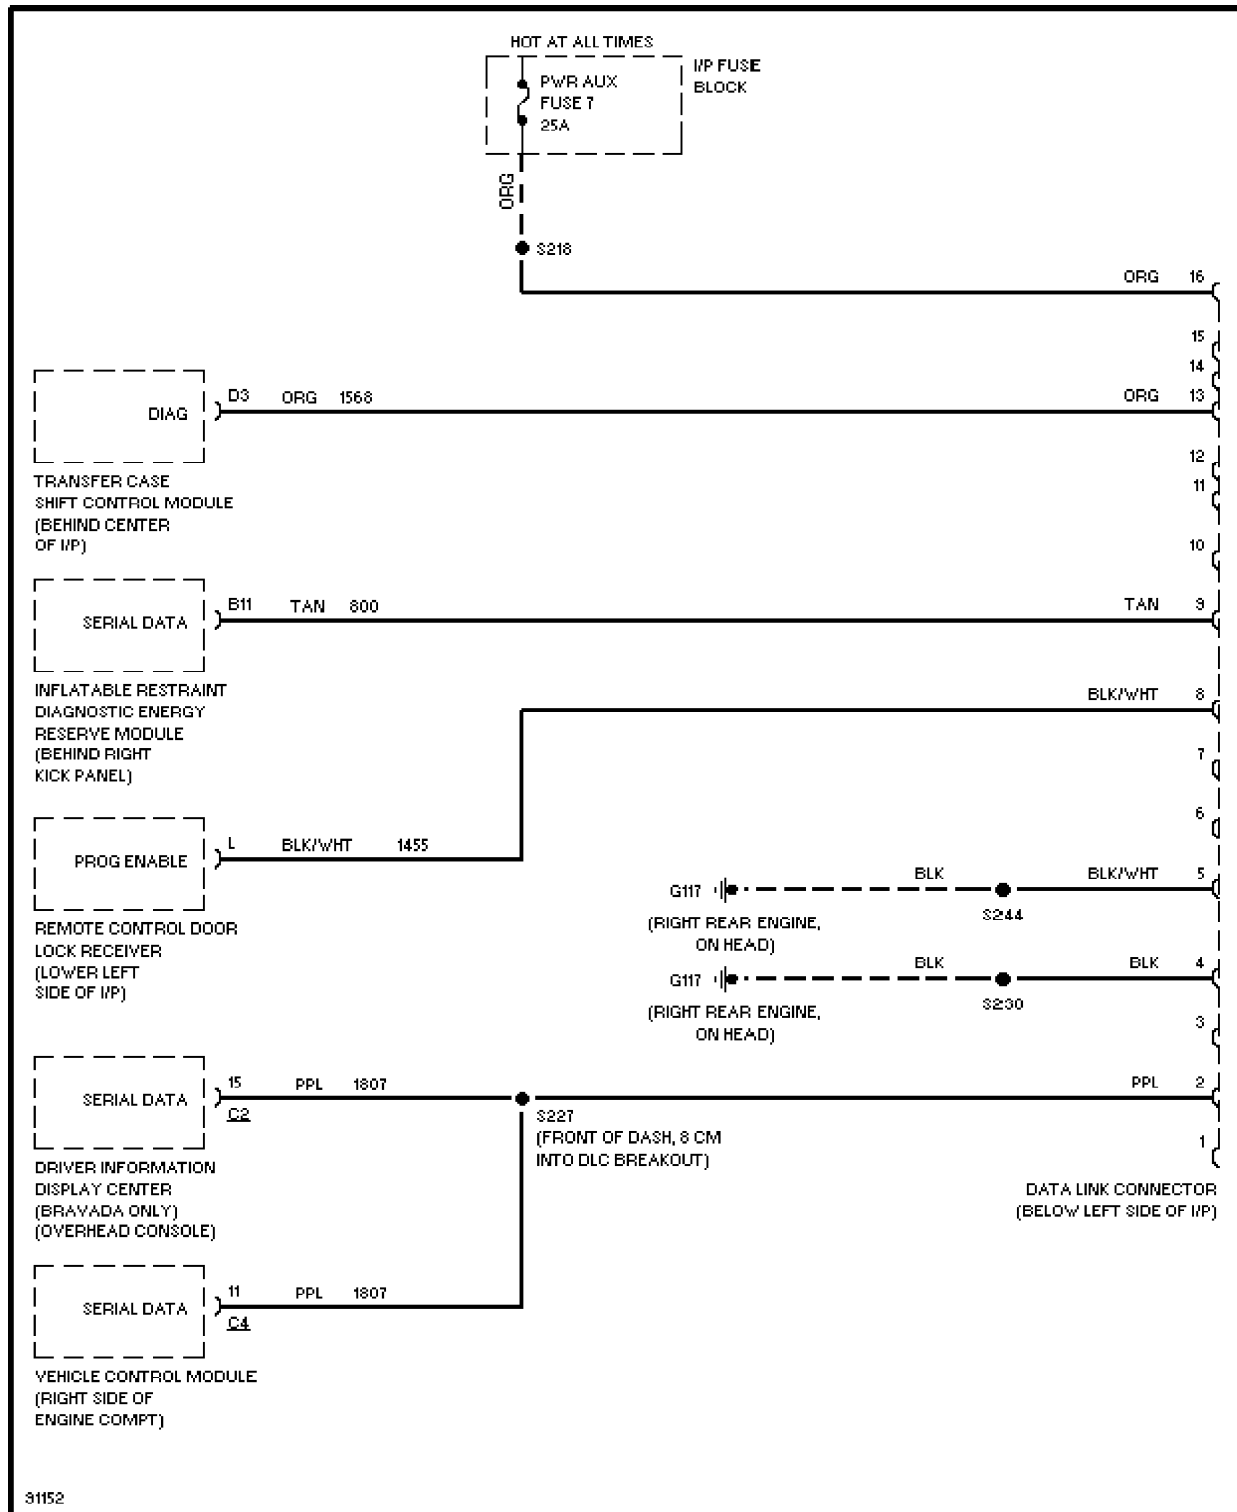 HOT AT ALL TIMES
PWR AUX
FUSE 7
25A
I/P FUSE
BLOCK
ORG
S218
ORG 16
15
14
DIAG D3 ORG 1568 ORG 13
TRANSFER CASE
SHIFT CONTROL MODULE
(BEHIND CENTER
OF I/P)
12
11
10
SERIAL DATA B11 TAN 800 TAN 9
INFLATABLE RESTRAINT
DIAGNOSTIC ENERGY
RESERVE MODULE
(BEHIND RIGHT
KICK PANEL)
BLK/WHT 8
7
6
PROG ENABLE L BLK/WHT 1455
REMOTE CONTROL DOOR
LOCK RECEIVER
(LOWER LEFT
SIDE OF I/P)
G117 BLK BLK/WHT 5
S244
(RIGHT REAR ENGINE,
ON HEAD)
G117 BLK BLK 4
S230
(RIGHT REAR ENGINE,
ON HEAD)
3
SERIAL DATA 15 PPL 1807 PPL 2
C2
S227
(FRONT OF DASH, 8 CM
INTO DLC BREAKOUT)
1
DRIVER INFORMATION
DISPLAY CENTER
(BRAVADA ONLY)
(OVERHEAD CONSOLE)
DATA LINK CONNECTOR
(BELOW LEFT SIDE OF I/P)
SERIAL DATA 11 PPL 1807
C4
VEHICLE CONTROL MODULE
(RIGHT SIDE OF
ENGINE COMPT)
91152